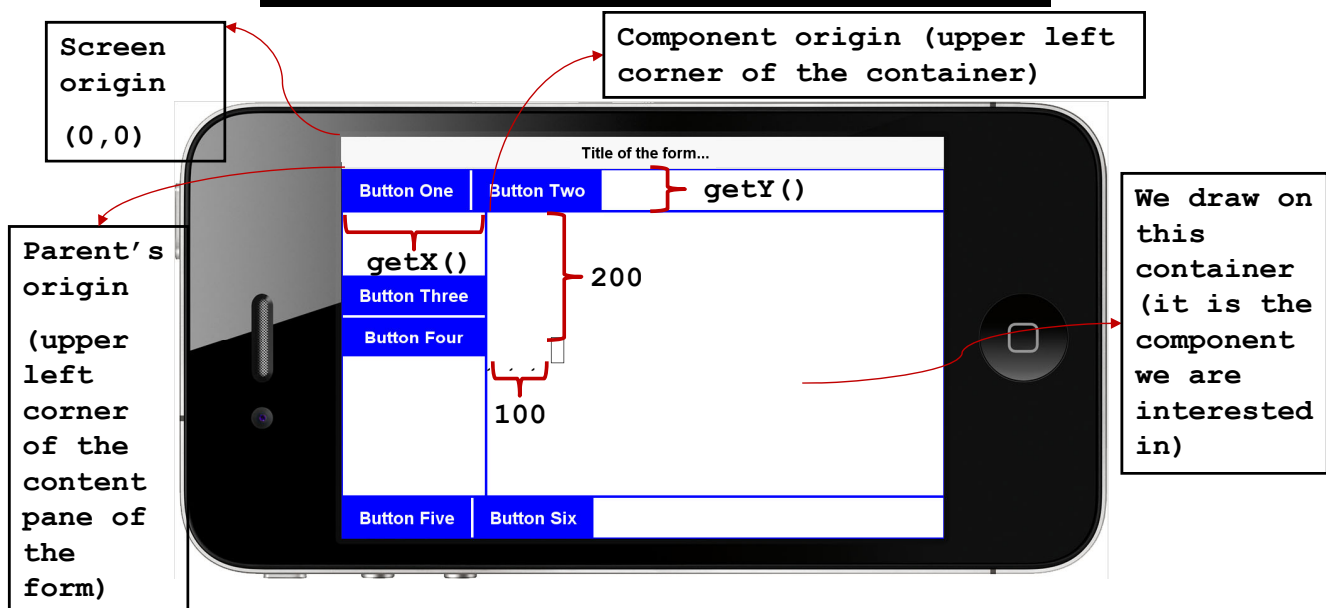 Screen
origin
(0,0)
Component origin (upper left
corner of the container)
Title of the form...
Button One
Button Two
getY()
getX()
200
Button Three
Button Four
100
Button Five
Button Six
Parent’s
origin
(upper
left
corner
of the
content
pane of
the
form)
We draw on
this
container
(it is the
component
we are
interested
in)